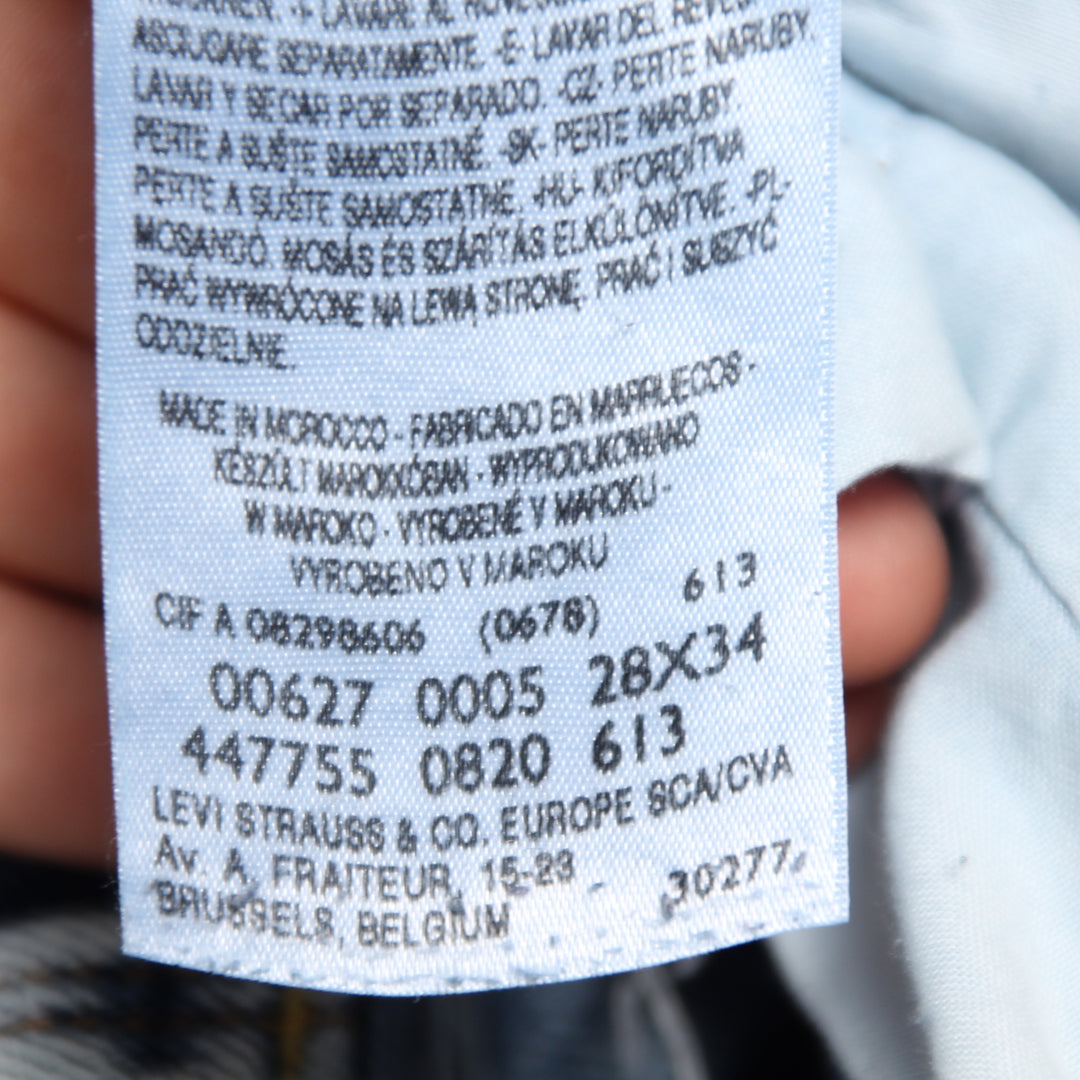 LAVARE AL
ASCIUGARE SEPARATAMENTE. -E- LAVAR DEL REVES
LAVAR Y SECAR POR SEPARADO. -CZ- PERTE NARUBY.
PERTE A SUŠTE SAMOSTATNĚ. -SK- PERTE NARUBY.
PERTE A SUŠTE SAMOSTATNE. -HU- KIFORDÍTVA
MOSANDÓ. MOSÁS ÉS SZÁRÍTÁS ELKÜLÖNÍTVE. -PL-
PRAĆ WYWRÓCONE NA LEWĄ STRONĘ. PRAĆ I SUSZYĆ
ODDZIELNIE.
MADE IN MOROCCO - FABRICADO EN MARRUECOS -
KÉSZÜLT MAROKKÓBAN - WYPRODUKOWANO
W MAROKO - VYROBENÉ V MAROKU -
VYROBENO V MAROKU
CIF A 08298606 (0678) 613
00627 0005 28X34
447755 0820 613
LEVI STRAUSS & CO. EUROPE SCA/CVA
Av. A. FRAITEUR, 15-23
BRUSSELS, BELGIUM 30277